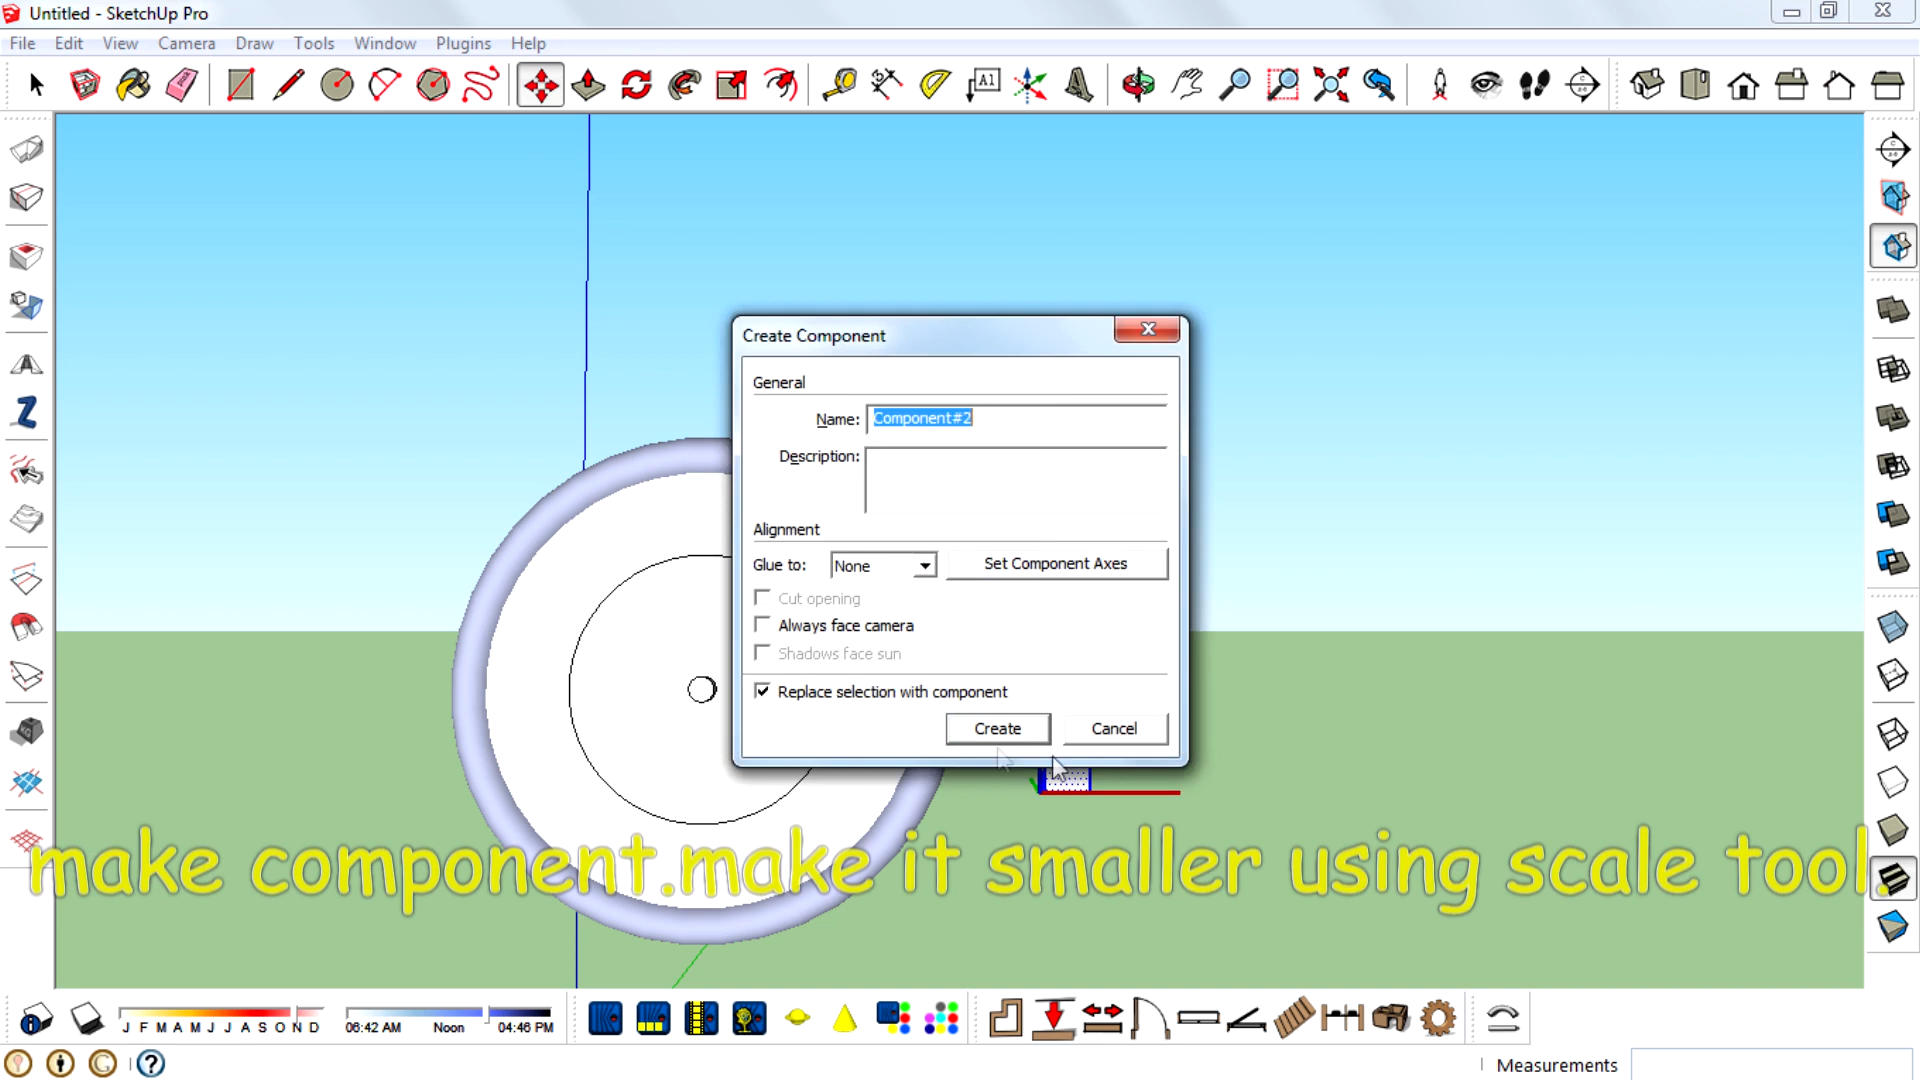 Untitled - SketchUp Pro
File Edit View Camera Draw Tools Window Plugins Help
A1
Create Component
General
Name: Component#2
Description:
Alignment
Glue to: None Set Component Axes
Cut opening
Always face camera
Shadows face sun
Replace selection with component
Create Cancel
make component.make it smaller using scale tool.
J F M A M J J A S O N D 06:42 AM Noon 04:46 PM
Measurements